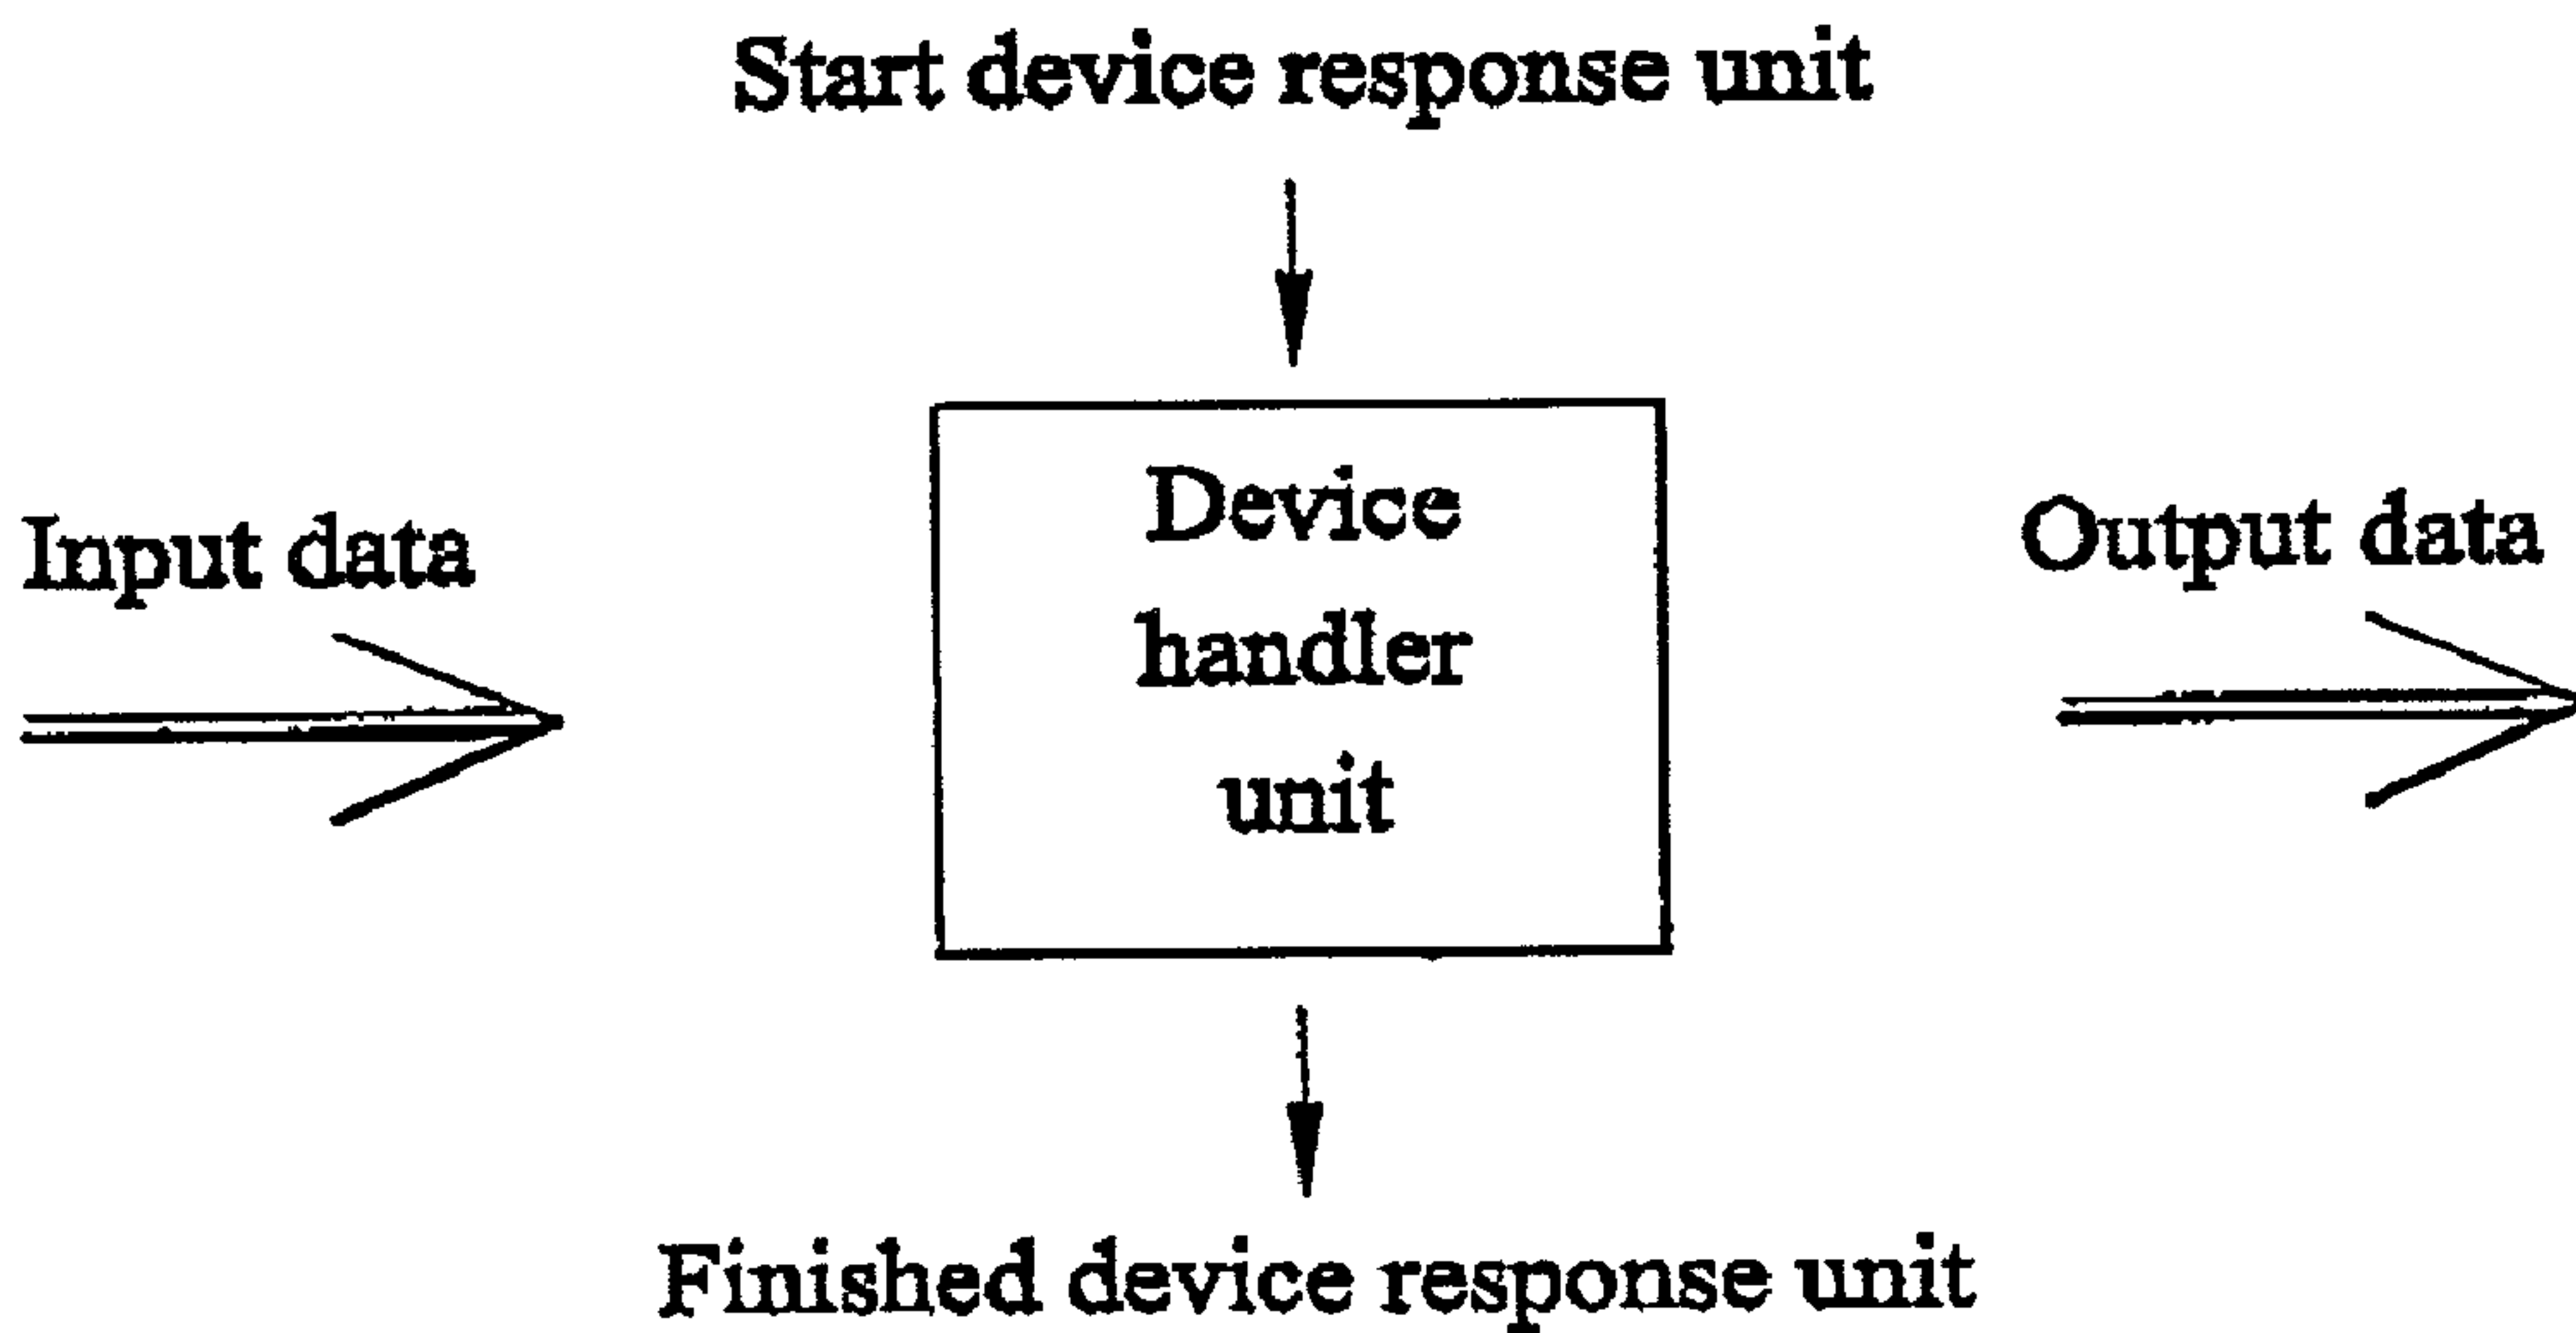 Start device response unit
Input data
Device
handler
unit
Output data
Finished device response unit